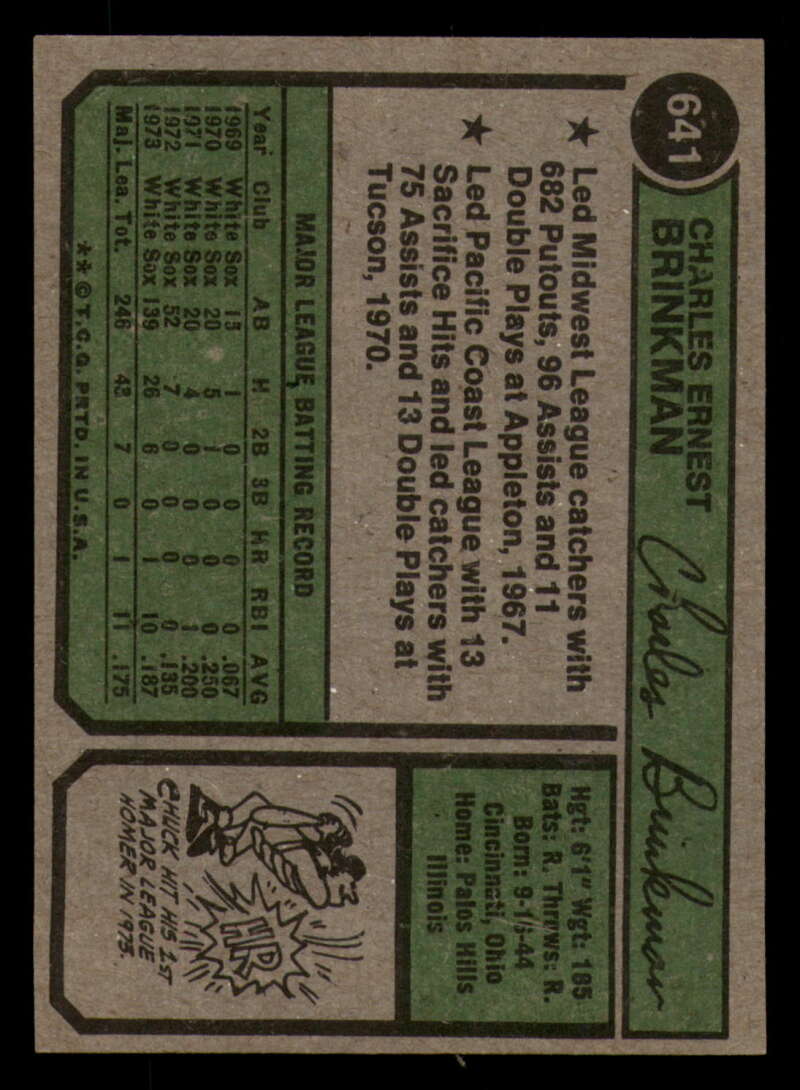 641
CHARLES ERNEST
BRINKMAN
Charles Brinkman
★ Led Midwest League catchers with
682 Putouts, 96 Assists and 11
Double Plays at Appleton, 1967.
★ Led Pacific Coast League with 13
Sacrifice Hits and led catchers with
75 Assists and 13 Double Plays at
Tucson, 1970.
MAJOR LEAGUE BATTING RECORD
Year Club AB H 2B 3B HR RBI AVG
1969 White Sox 15 1 0 0 0 0 .067
1970 White Sox 20 5 1 0 0 0 .250
1971 White Sox 20 4 0 0 0 1 .200
1972 White Sox 52 7 0 0 0 0 .135
1973 White Sox 139 26 6 0 1 10 .187
Maj. Lea. Tot. 246 43 7 0 1 11 .175
**©T.C.G. PRTD. IN U.S.A.
Hgt: 6'1" Wgt: 185
Bats: R. Throws: R.
Born: 9-16-44
Cincinnati, Ohio
Home: Palos Hills
Illinois
HR
CHUCK HIT HIS 1ST
MAJOR LEAGUE
HOMER IN 1973.